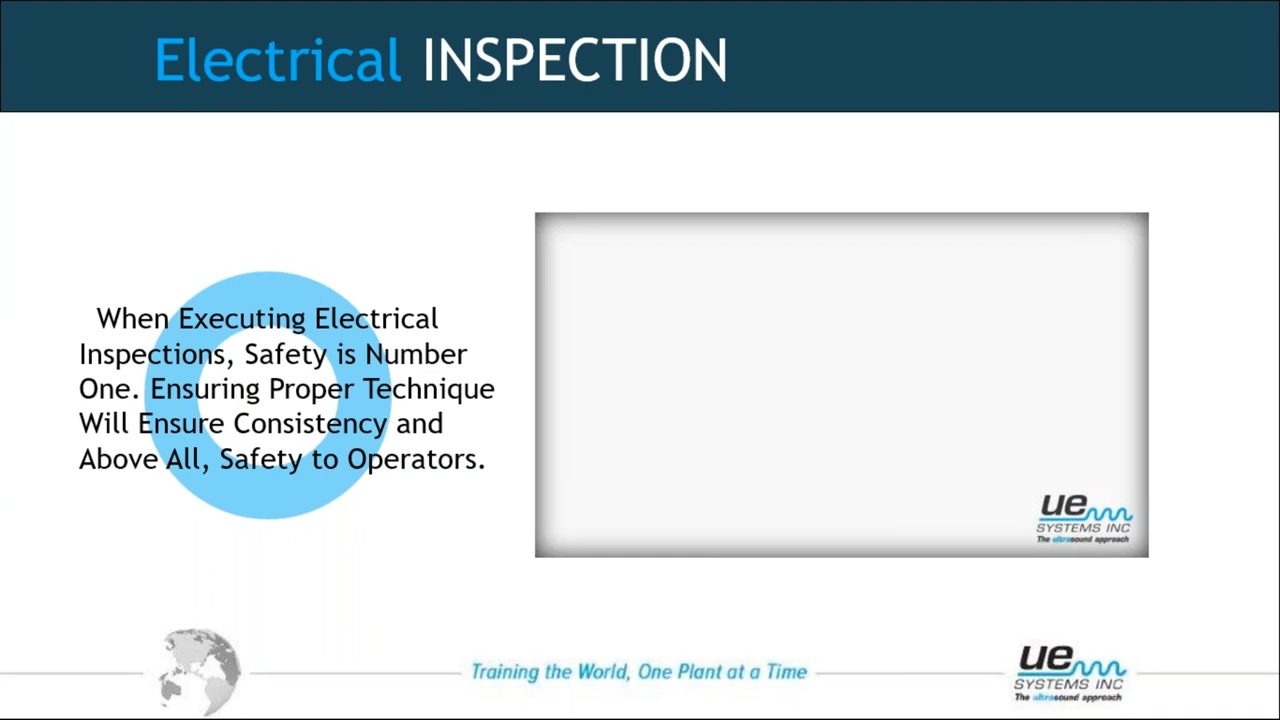 Electrical INSPECTION
When Executing Electrical
Inspections, Safety is Number
One. Ensuring Proper Technique
Will Ensure Consistency and
Above All, Safety to Operators.
ue
SYSTEMS INC
The ultrasound approach
Training the World, One Plant at a Time
ue
SYSTEMS INC
The ultrasound approach